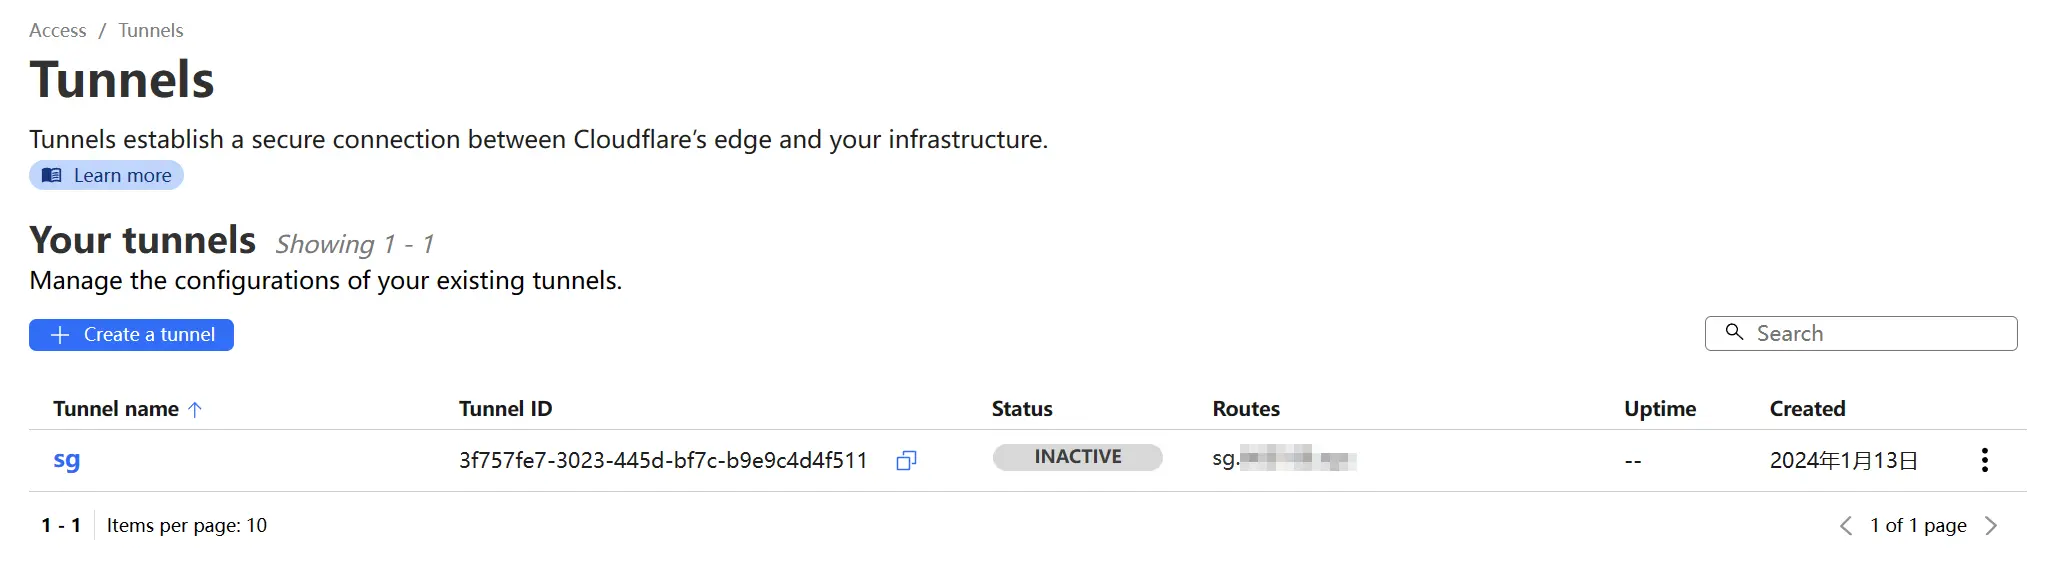 Access / Tunnels
Tunnels
Tunnels establish a secure connection between Cloudflare’s edge and your infrastructure.
Learn more
Your tunnels Showing 1 - 1
Manage the configurations of your existing tunnels.
Create a tunnel
Search
Tunnel name Tunnel ID Status Routes Uptime Created
sg 3f757fe7-3023-445d-bf7c-b9e9c4d4f511 INACTIVE sg. -- 2024年1月13日
1 - 1 Items per page: 10 1 of 1 page